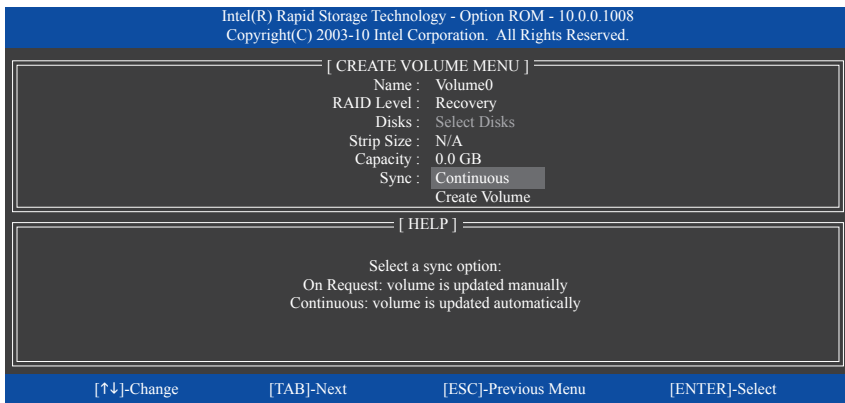 Intel(R) Rapid Storage Technology - Option ROM - 10.0.0.1008
Copyright(C) 2003-10 Intel Corporation. All Rights Reserved.
[ CREATE VOLUME MENU ]
Name : Volume0
RAID Level : Recovery
Disks : Select Disks
Strip Size : N/A
Capacity : 0.0 GB
Sync : Continuous
Create Volume
[ HELP ]
Select a sync option:
On Request: volume is updated manually
Continuous: volume is updated automatically
[↑↓]-Change [TAB]-Next [ESC]-Previous Menu [ENTER]-Select